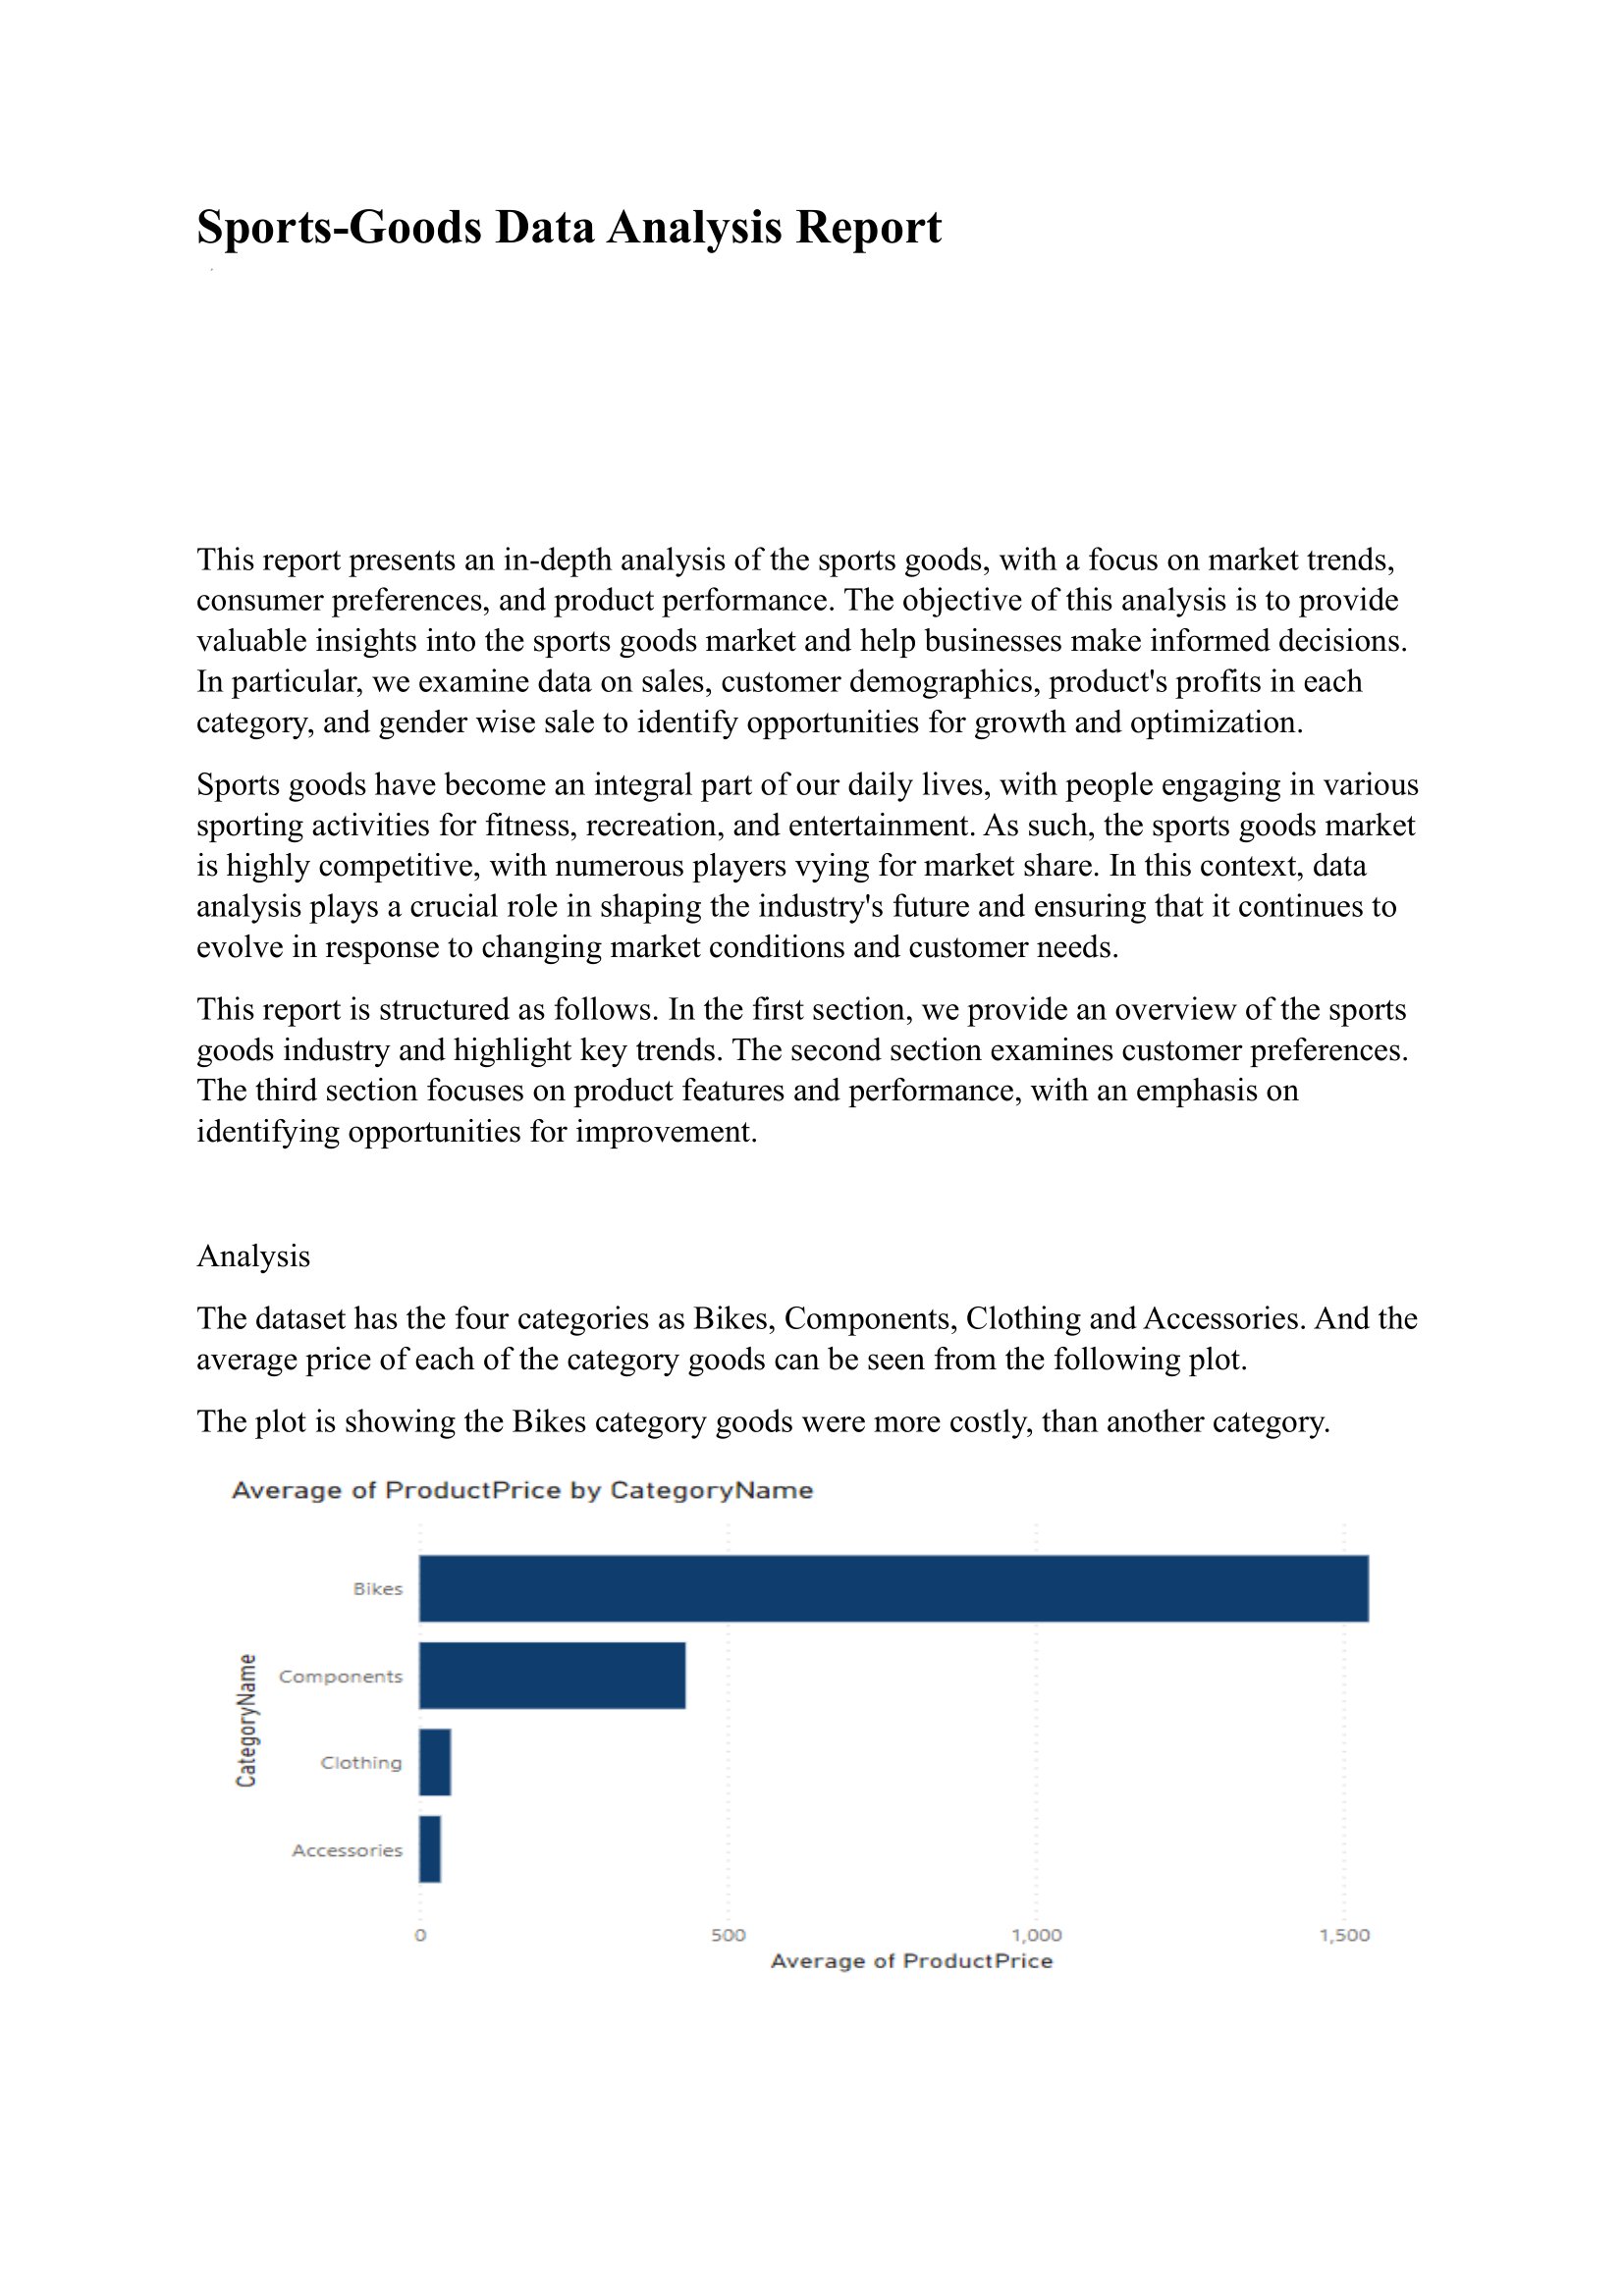 Sports-Goods Data Analysis Report
This report presents an in-depth analysis of the sports goods, with a focus on market trends,
consumer preferences, and product performance. The objective of this analysis is to provide
valuable insights into the sports goods market and help businesses make informed decisions.
In particular, we examine data on sales, customer demographics, product's profits in each
category, and gender wise sale to identify opportunities for growth and optimization.
Sports goods have become an integral part of our daily lives, with people engaging in various
sporting activities for fitness, recreation, and entertainment. As such, the sports goods market
is highly competitive, with numerous players vying for market share. In this context, data
analysis plays a crucial role in shaping the industry's future and ensuring that it continues to
evolve in response to changing market conditions and customer needs.
This report is structured as follows. In the first section, we provide an overview of the sports
goods industry and highlight key trends. The second section examines customer preferences.
The third section focuses on product features and performance, with an emphasis on
identifying opportunities for improvement.
Analysis
The dataset has the four categories as Bikes, Components, Clothing and Accessories. And the
average price of each of the category goods can be seen from the following plot.
The plot is showing the Bikes category goods were more costly, than another category.
Average of ProductPrice by CategoryName
CategoryName
Bikes
Components
Clothing
Accessories
0 500 1,000 1,500
Average of ProductPrice